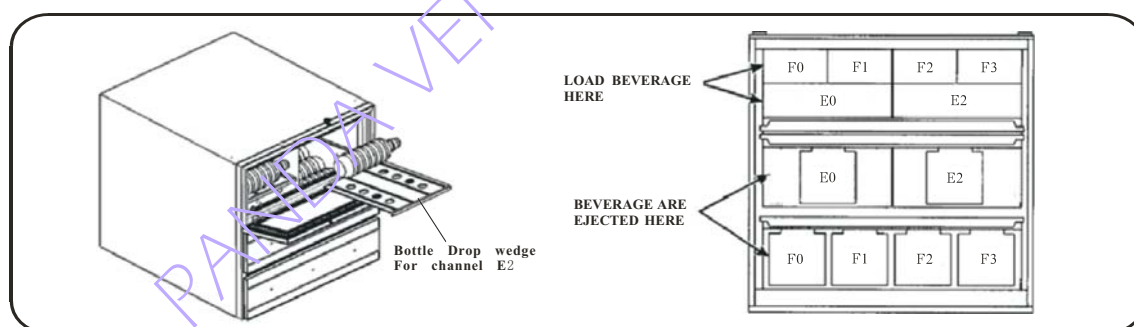 PANDA VEN
Bottle Drop wedge
For channel E2
LOAD BEVERAGE
HERE
BEVERAGE ARE
EJECTED HERE
F0 F1 F2 F3
E0 E2
E0 E2
F0 F1 F2 F3